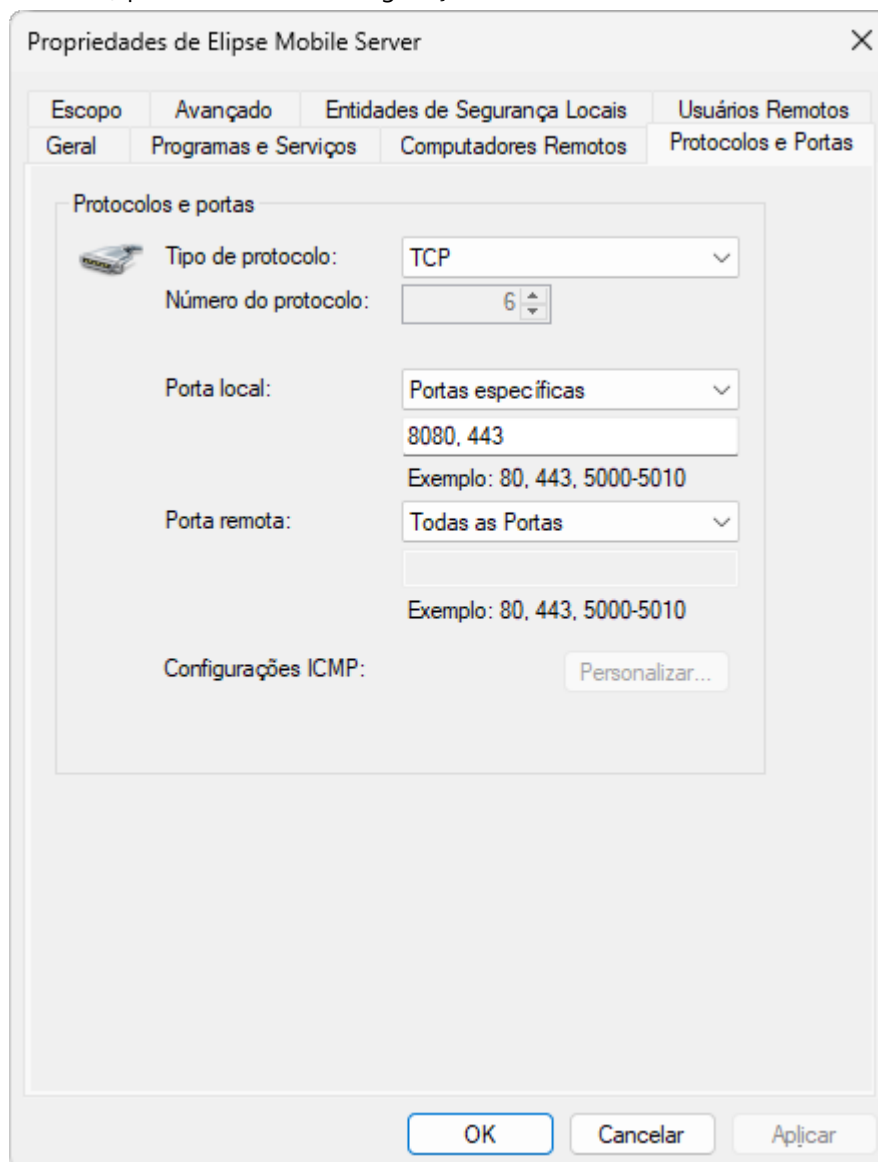 Propriedades de Elipse Mobile Server
Escopo Avançado Entidades de Segurança Locais Usuários Remotos
Geral Programas e Serviços Computadores Remotos Protocolos e Portas
Protocolos e portas
Tipo de protocolo: TCP
Número do protocolo: 6
Porta local: Portas específicas
8080, 443
Exemplo: 80, 443, 5000-5010
Porta remota: Todas as Portas
Exemplo: 80, 443, 5000-5010
Configurações ICMP: Personalizar...
OK Cancelar Aplicar